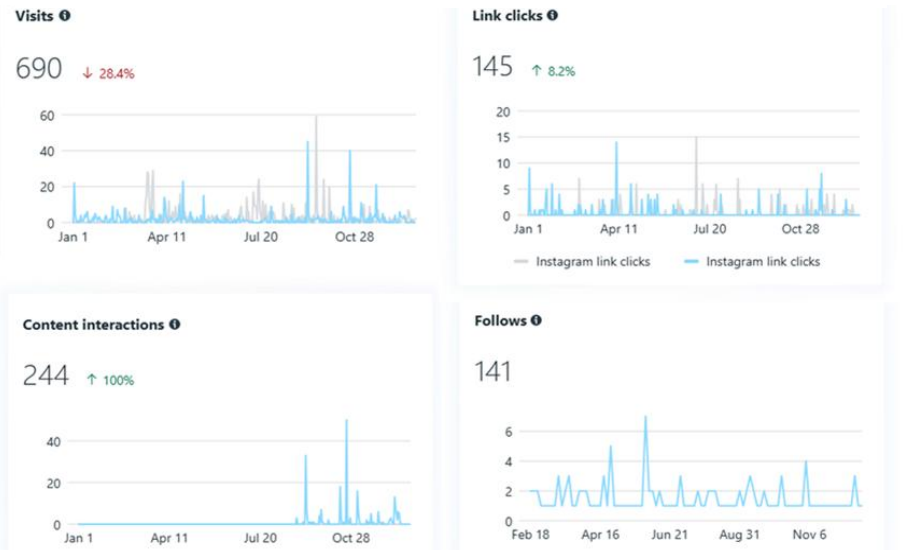 Visits
690 ↓ 28.4%
60
40
20
0
Jan 1 Apr 11 Jul 20 Oct 28
Link clicks
145 ↑ 8.2%
20
15
10
5
0
Jan 1 Apr 11 Jul 20 Oct 28
Instagram link clicks Instagram link clicks
Content interactions
244 ↑ 100%
40
20
0
Jan 1 Apr 11 Jul 20 Oct 28
Follows
141
6
4
2
0
Feb 18 Apr 16 Jun 21 Aug 31 Nov 6